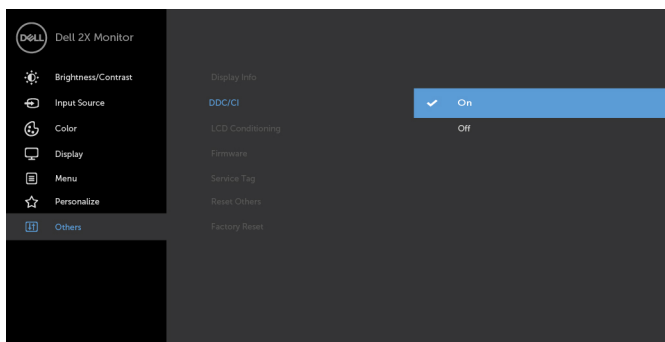 DELL Dell 2X Monitor
Brightness/Contrast
Input Source
Color
Display
Menu
Personalize
Others
Display Info
DDC/CI
LCD Conditioning
Firmware
Service Tag
Reset Others
Factory Reset
On
Off